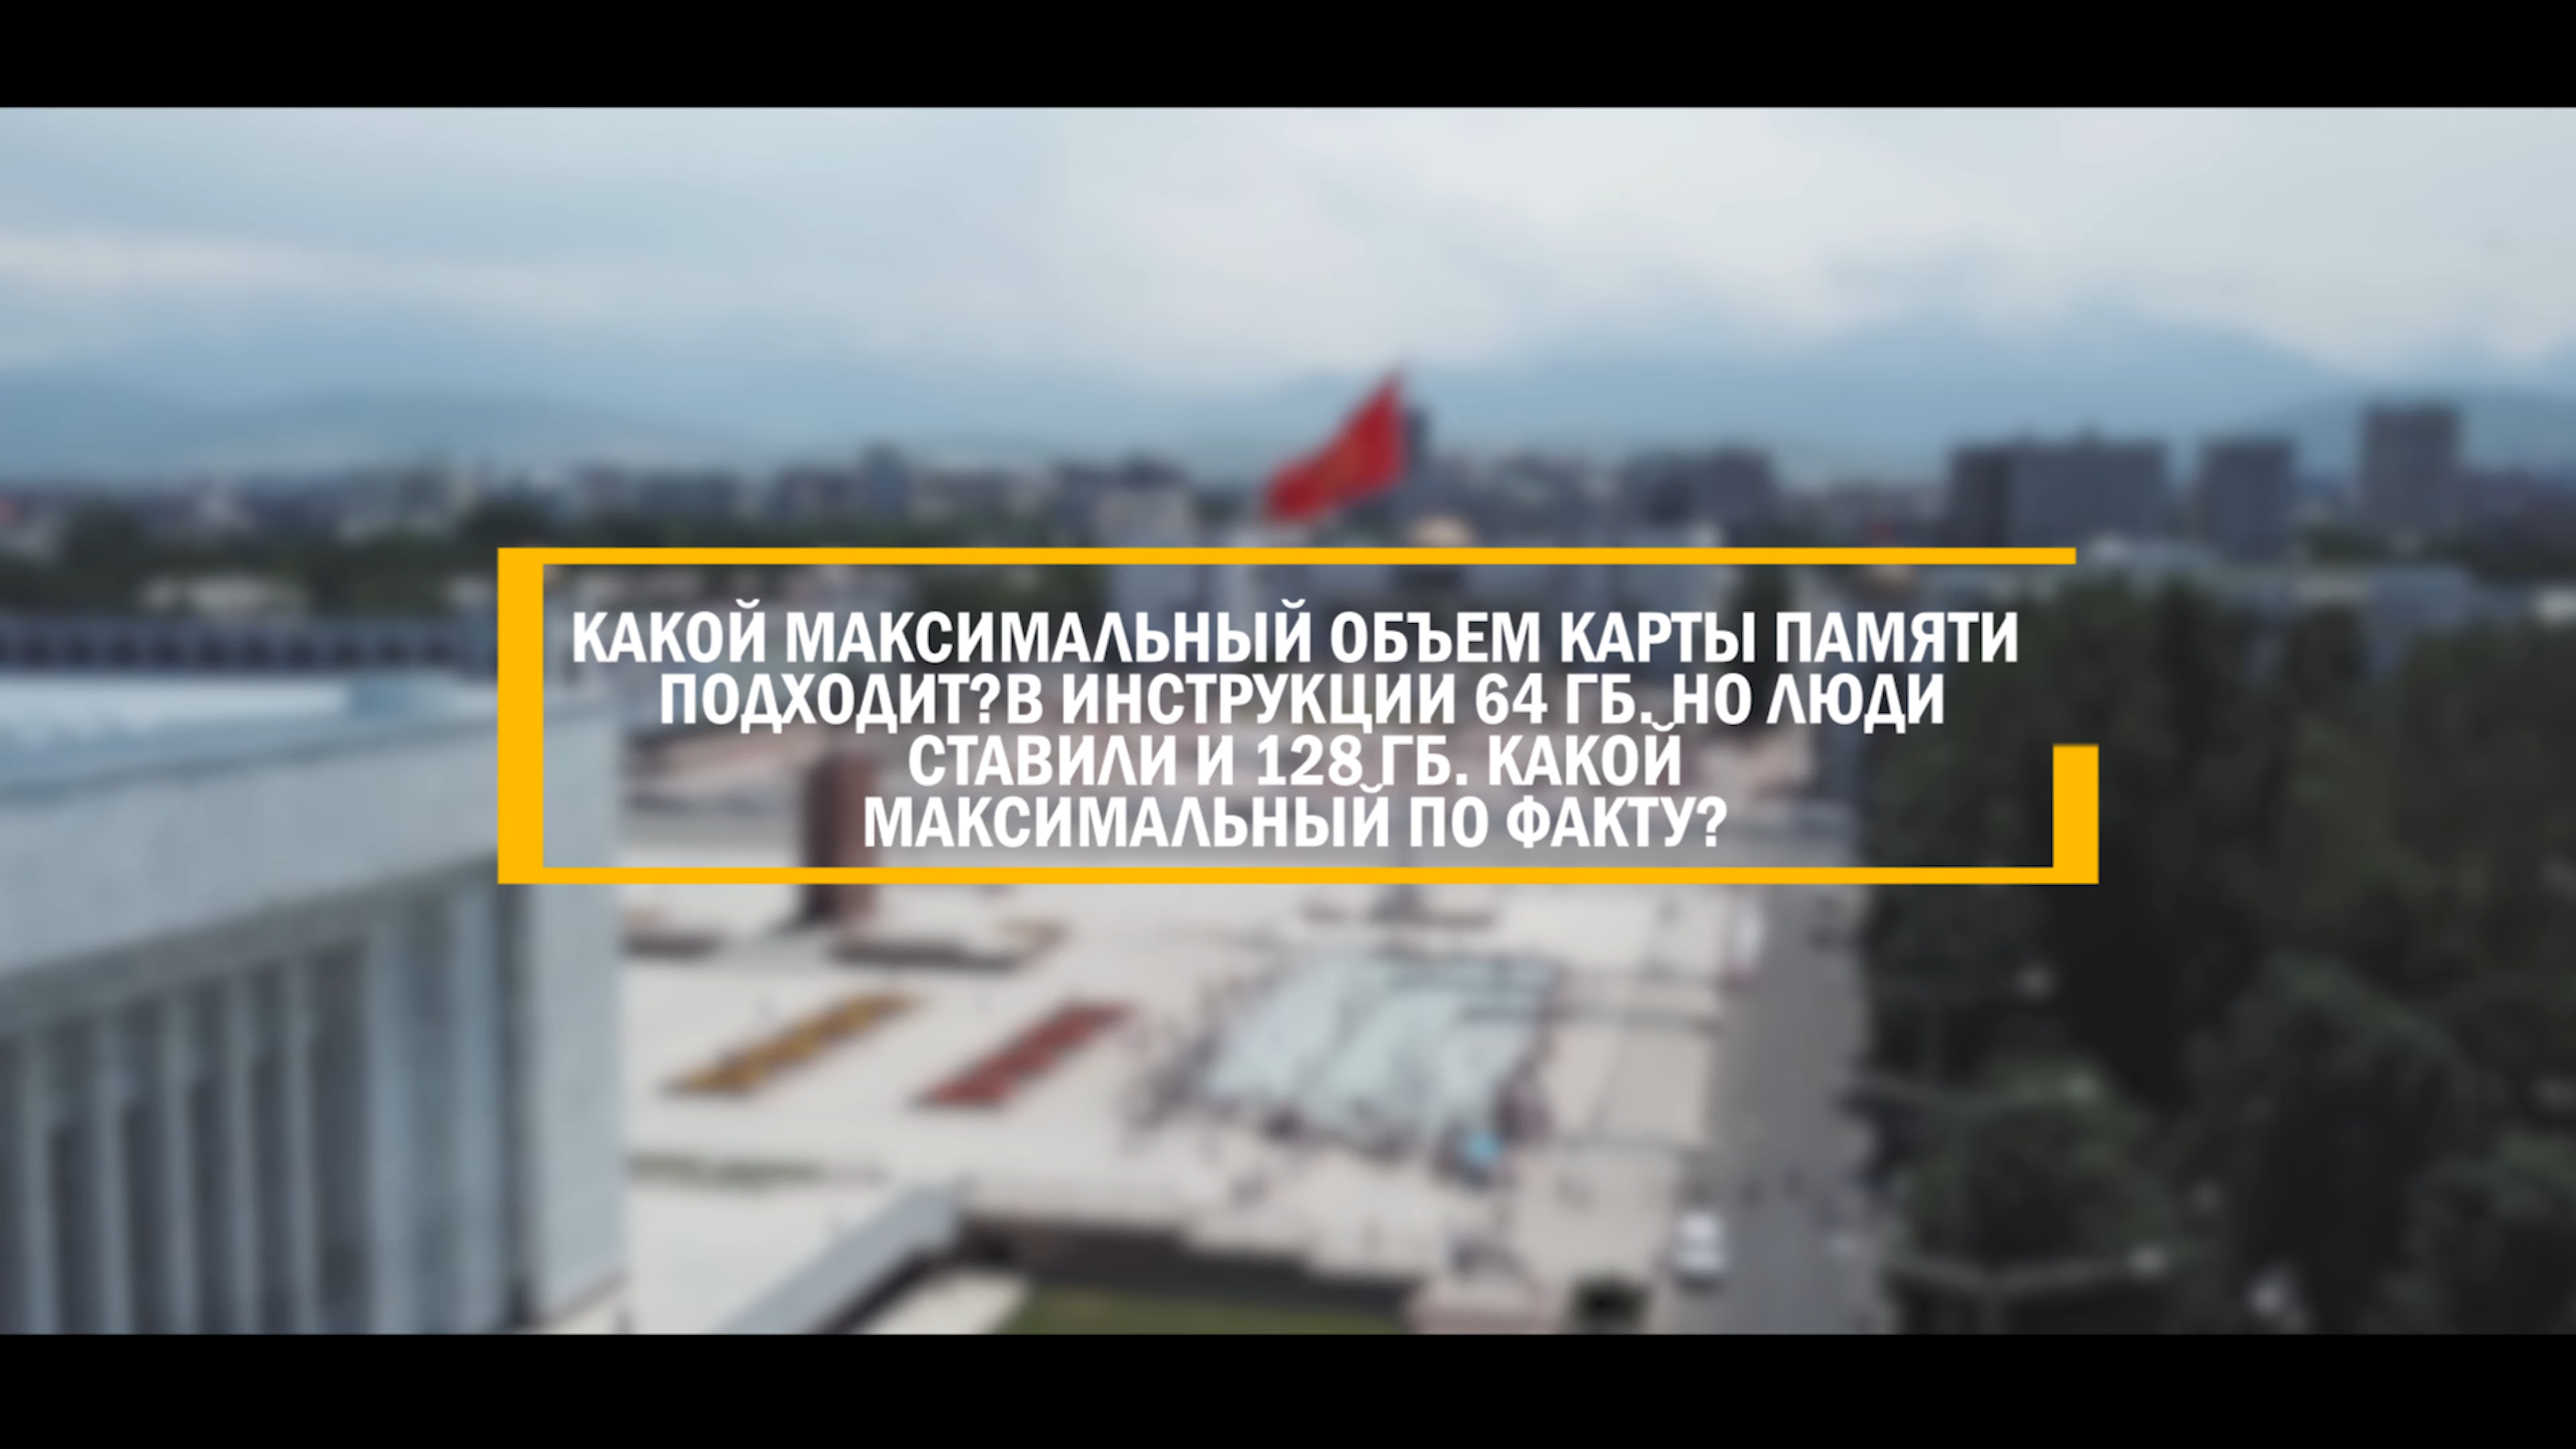 КАКОЙ МАКСИМАЛЬНЫЙ ОБЪЕМ КАРТЫ ПАМЯТИ
ПОДХОДИТ?В ИНСТРУКЦИИ 64 ГБ. НО ЛЮДИ
СТАВИЛИ И 128 ГБ. КАКОЙ
МАКСИМАЛЬНЫЙ ПО ФАКТУ?